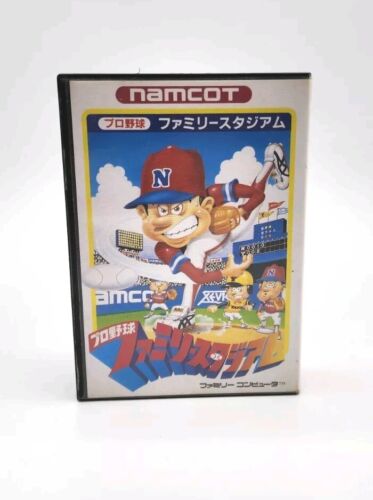 namcot
プロ野球 ファミリースタジアム
N
amco
N
プロ野球
ファミリースタジアム
ファミリー コンピュータ™